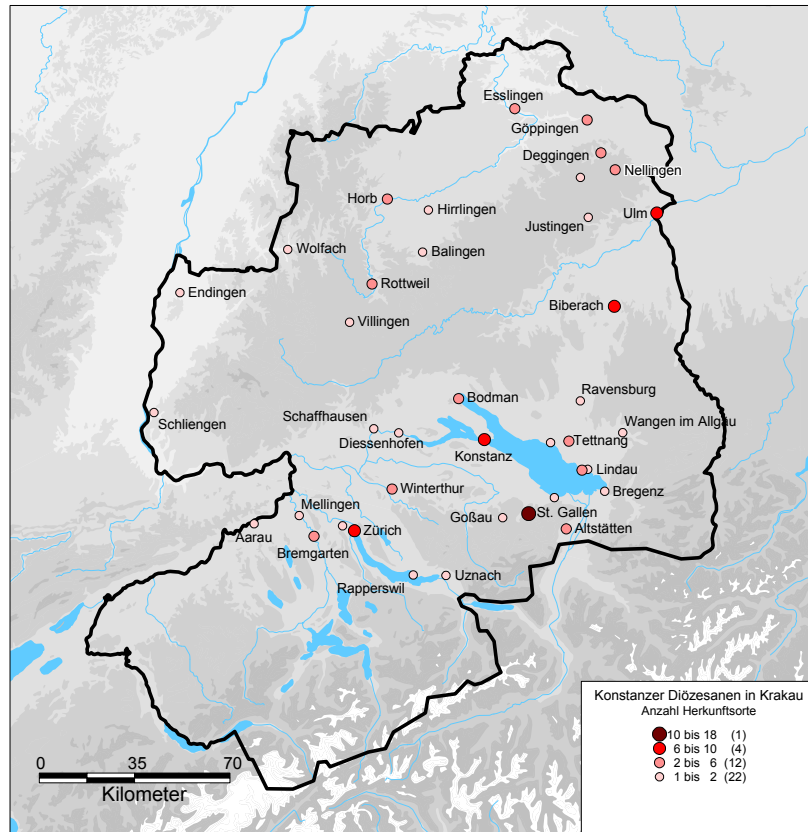 Esslingen
Göppingen
Deggingen
Nellingen
Horb
Hirrlingen
Ulm
Justingen
Wolfach
Balingen
Rottweil
Endingen
Biberach
Villingen
Bodman
Ravensburg
Schliengen
Schaffhausen
Wangen im Allgäu
Diessenhofen
Konstanz
Tettnang
Lindau
Winterthur
Bregenz
Mellingen
Goßau
St. Gallen
Aarau
Zürich
Altstätten
Bremgarten
Rapperswil
Uznach
Konstanzer Diözesanen in Krakau
Anzahl Herkunftsorte
10 bis 18 (1)
6 bis 10 (4)
2 bis 6 (12)
1 bis 2 (22)
0 35 70
Kilometer